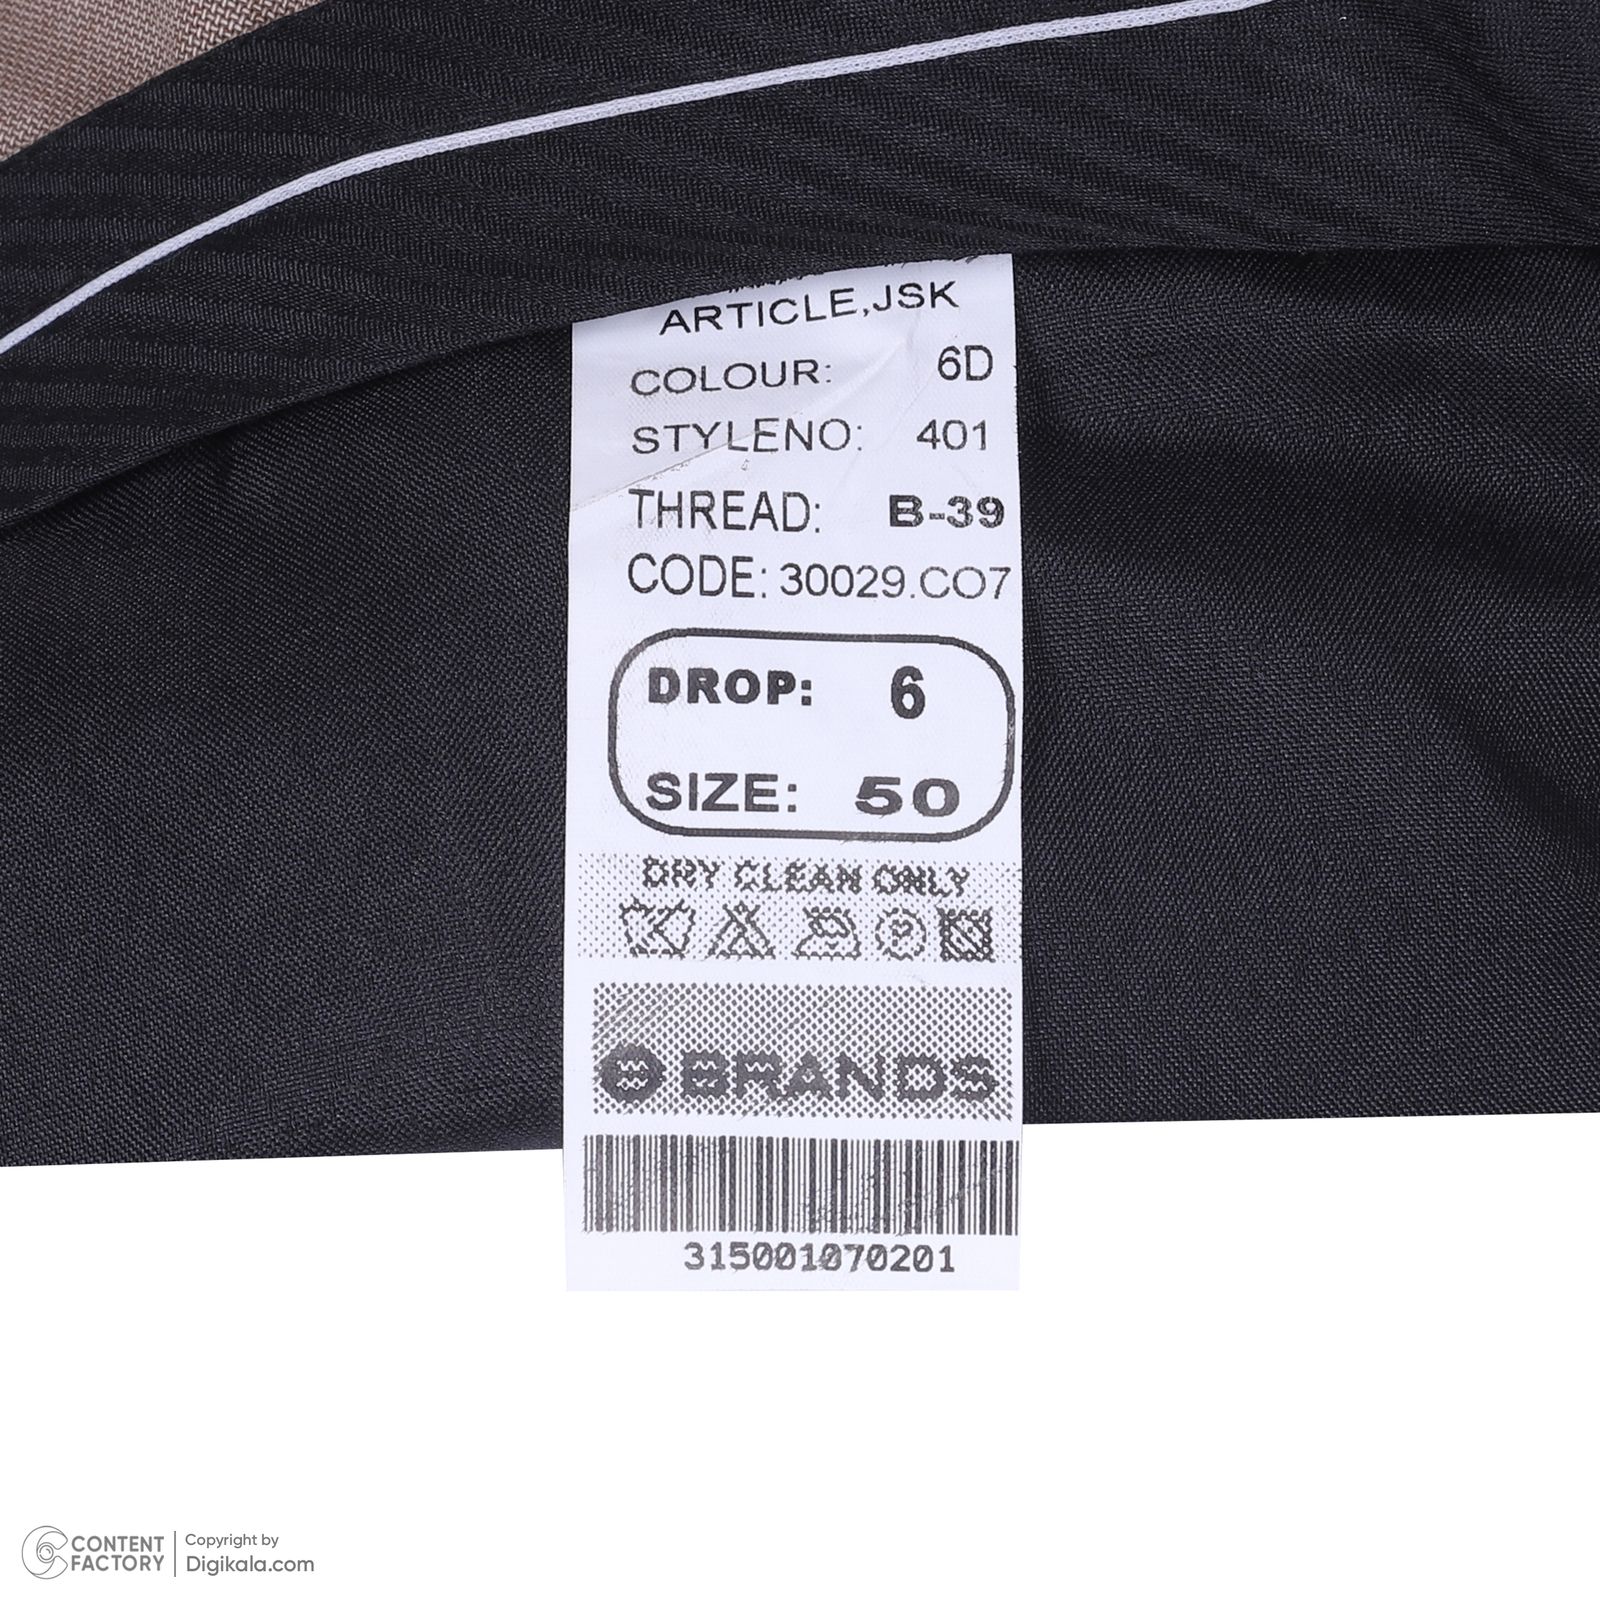 ARTICLE,JSK
COLOUR: 6D
STYLENO: 401
THREAD: B-39
CODE: 30029.CO7
DROP: 6
SIZE: 50
DRY CLEAN ONLY
P
BRANDS
315001070201
CONTENT FACTORY
Copyright by
Digikala.com